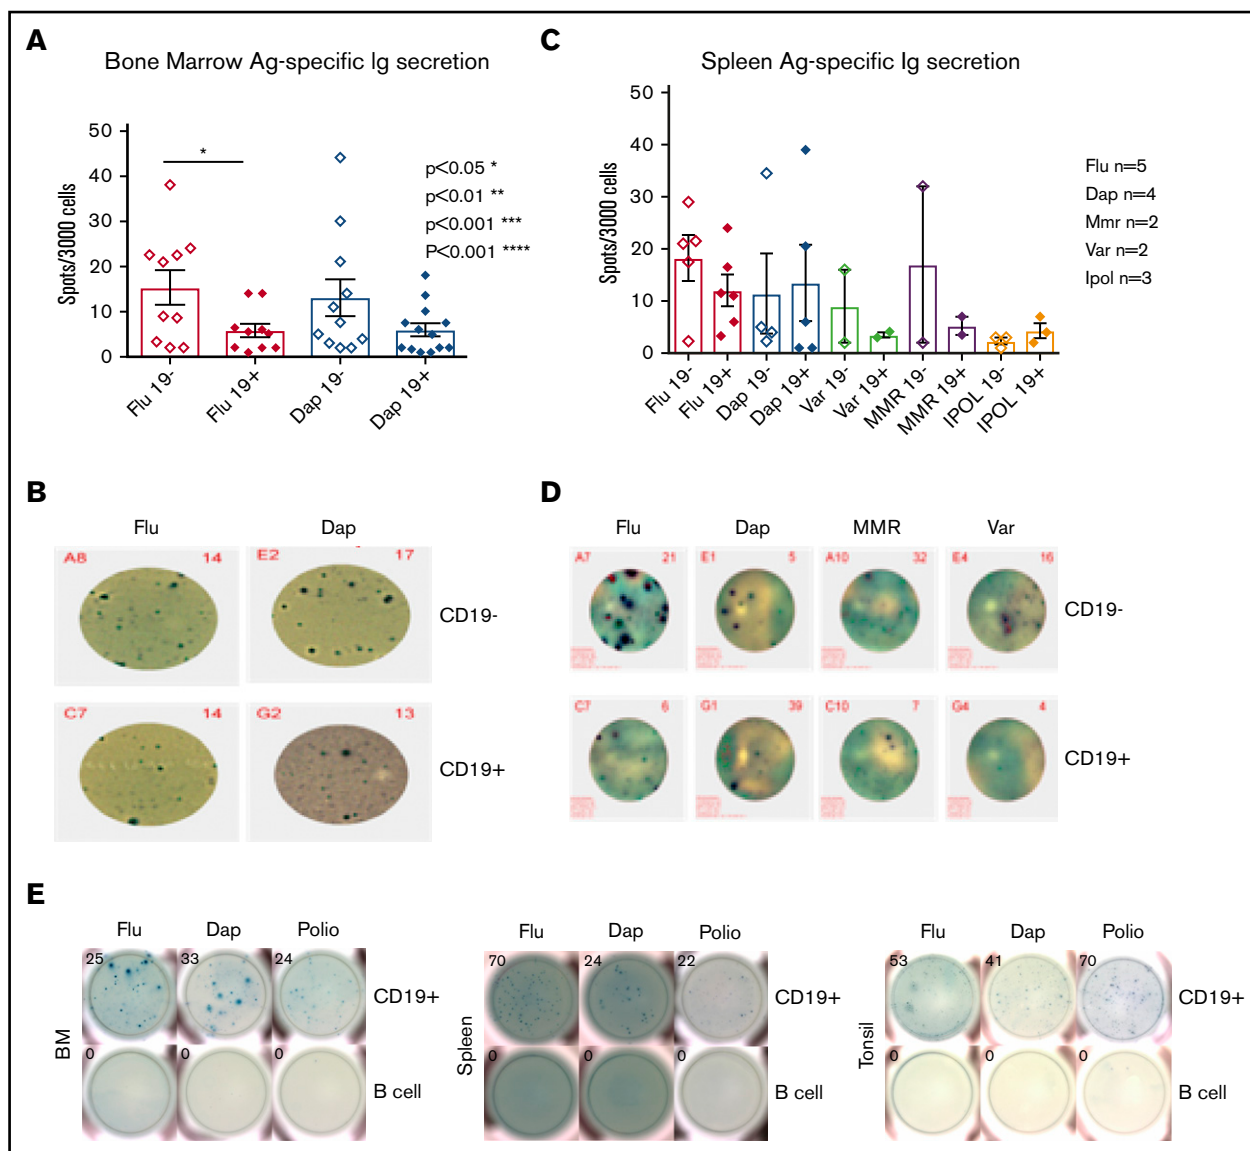 A
Bone Marrow Ag-specific Ig secretion
Spots/3000 cells
50
40
30
20
10
0
*
p<0.05 *
p<0.01 **
p<0.001 ***
P<0.001 ****
Flu 19-
Flu 19+
Dap 19-
Dap 19+
C
Spleen Ag-specific Ig secretion
Spots/3000 cells
50
40
30
20
10
0
Flu 19-
Flu 19+
Dap 19-
Dap 19+
Var 19-
Var 19+
MMR 19-
MMR 19+
IPOL 19-
IPOL 19+
Flu n=5
Dap n=4
Mmr n=2
Var n=2
Ipol n=3
B
Flu Dap
A8 14 E2 17
CD19-
C7 14 G2 13
CD19+
D
Flu Dap MMR Var
A7 21 E1 5 A10 32 E4 16
CD19-
C7 6 G1 39 C10 7 G4 4
CD19+
E
Flu Dap Polio
BM
25 33 24
CD19+
0 0 0
B cell
Flu Dap Polio
Spleen
70 24 22
CD19+
0 0 0
B cell
Flu Dap Polio
Tonsil
53 41 70
CD19+
0 0 0
B cell